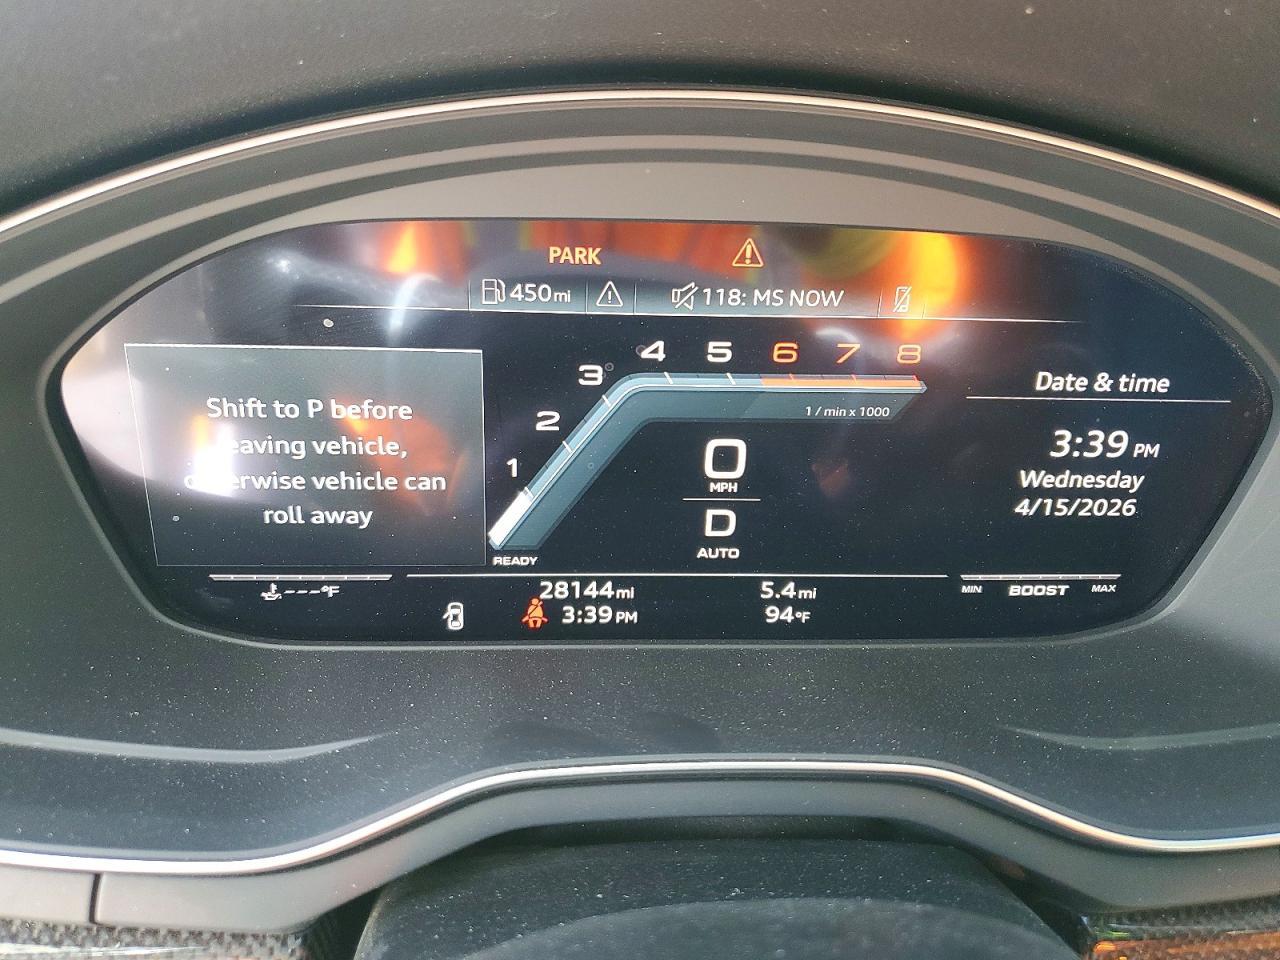 PARK
450mi
118: MS NOW
Shift to P before
leaving vehicle,
otherwise vehicle can
roll away
1 2 3 4 5 6 7 8
1 / min x 1000
0
MPH
D
AUTO
READY
Date & time
3:39 PM
Wednesday
4/15/2026
---°F
28144mi
5.4mi
3:39 PM
94°F
MIN BOOST MAX